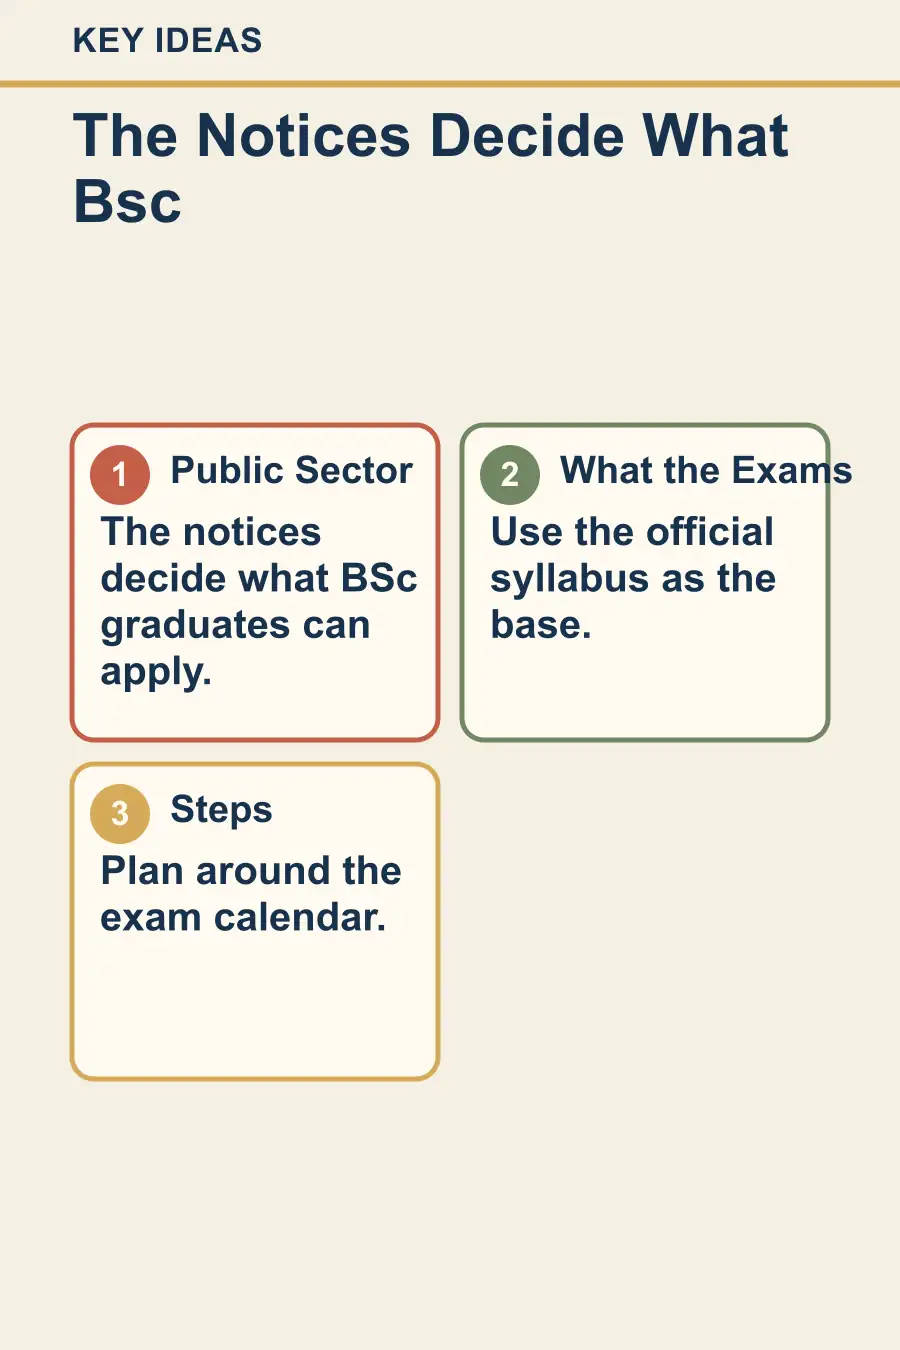 KEY IDEAS
The Notices Decide What
Bsc
1
Public Sector
The notices
decide what BSc
graduates can
apply.
2
What the Exams
Use the official
syllabus as the
base.
3
Steps
Plan around the
exam calendar.